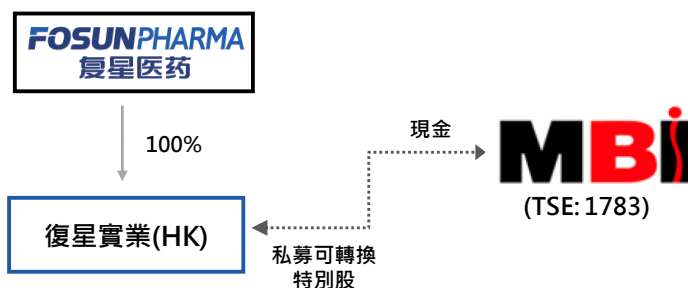 FOSUNPHARMA
复星医药
100%
現金
MBi
(TSE: 1783)
復星實業(HK)
私募可轉換
特別股